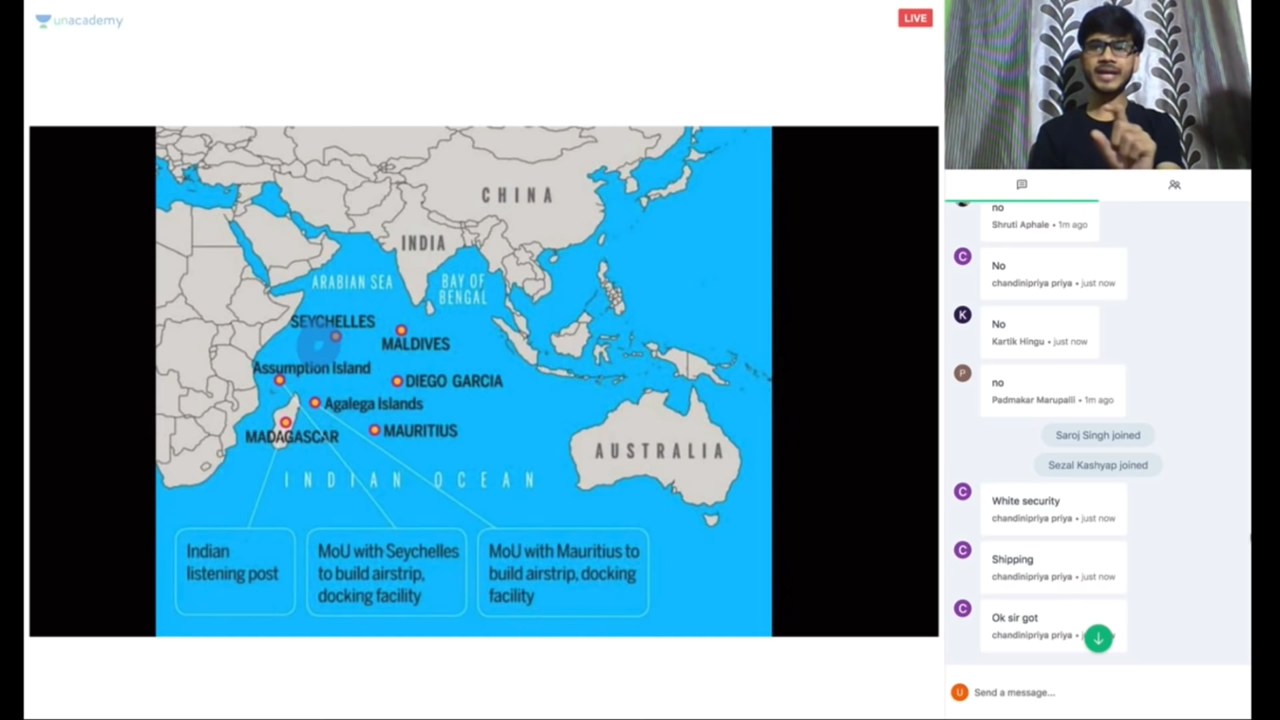 unacademy
LIVE
CHINA
INDIA
ARABIAN SEA
BAY OF
BENGAL
SEYCHELLES
MALDIVES
Assumption Island
DIEGO GARCIA
Agalega Islands
MADAGASCAR
MAURITIUS
AUSTRALIA
INDIAN OCEAN
Indian
listening post
MoU with Seychelles
to build airstrip,
docking facility
MoU with Mauritius to
build airstrip, docking
facility
no
Shruti Aphale • 1m ago
C
No
chandinipriya priya • just now
K
No
Kartik Hingu • just now
P
no
Padmakar Marupalli • 1m ago
Saroj Singh joined
Sezal Kashyap joined
C
White security
chandinipriya priya • just now
C
Shipping
chandinipriya priya • just now
C
Ok sir got
chandinipriya priya •
U
Send a message...